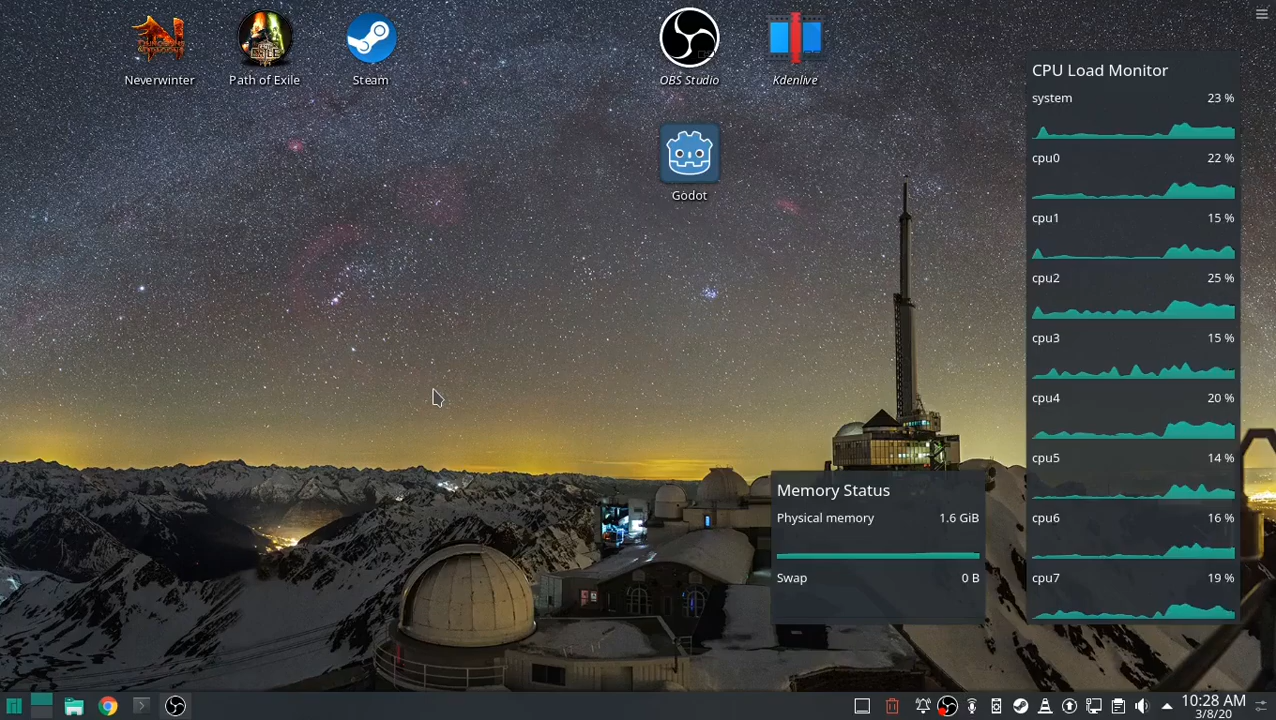 Neverwinter
Path of Exile
Steam
OBS Studio
Kdenlive
Godot
CPU Load Monitor
system 23 %
cpu0 22 %
cpu1 15 %
cpu2 25 %
cpu3 15 %
cpu4 20 %
cpu5 14 %
cpu6 16 %
cpu7 19 %
Memory Status
Physical memory 1.6 GiB
Swap 0 B
10:28 AM
3/8/20